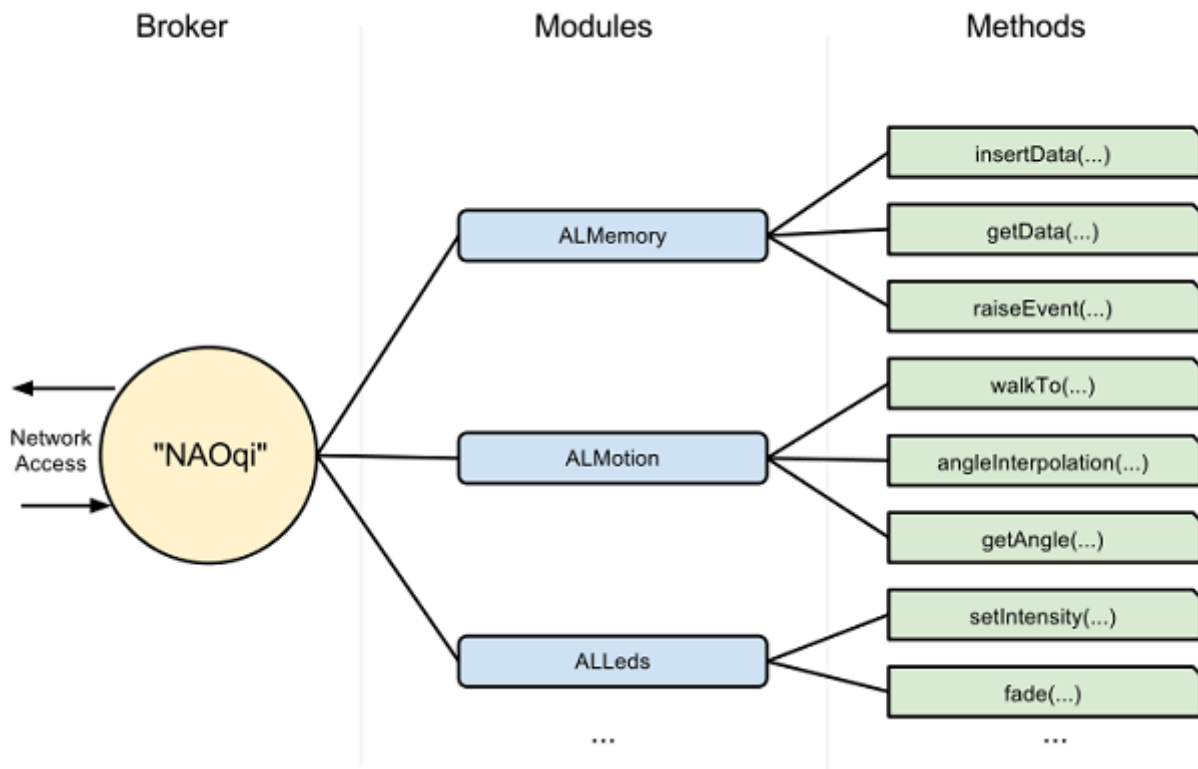 Broker
Modules
Methods
insertData(...)
ALMemory
getData(...)
raiseEvent(...)
walkTo(...)
Network
Access
"NAOqi"
ALMotion
angleInterpolation(...)
getAngle(...)
setIntensity(...)
ALLeds
fade(...)
...
...